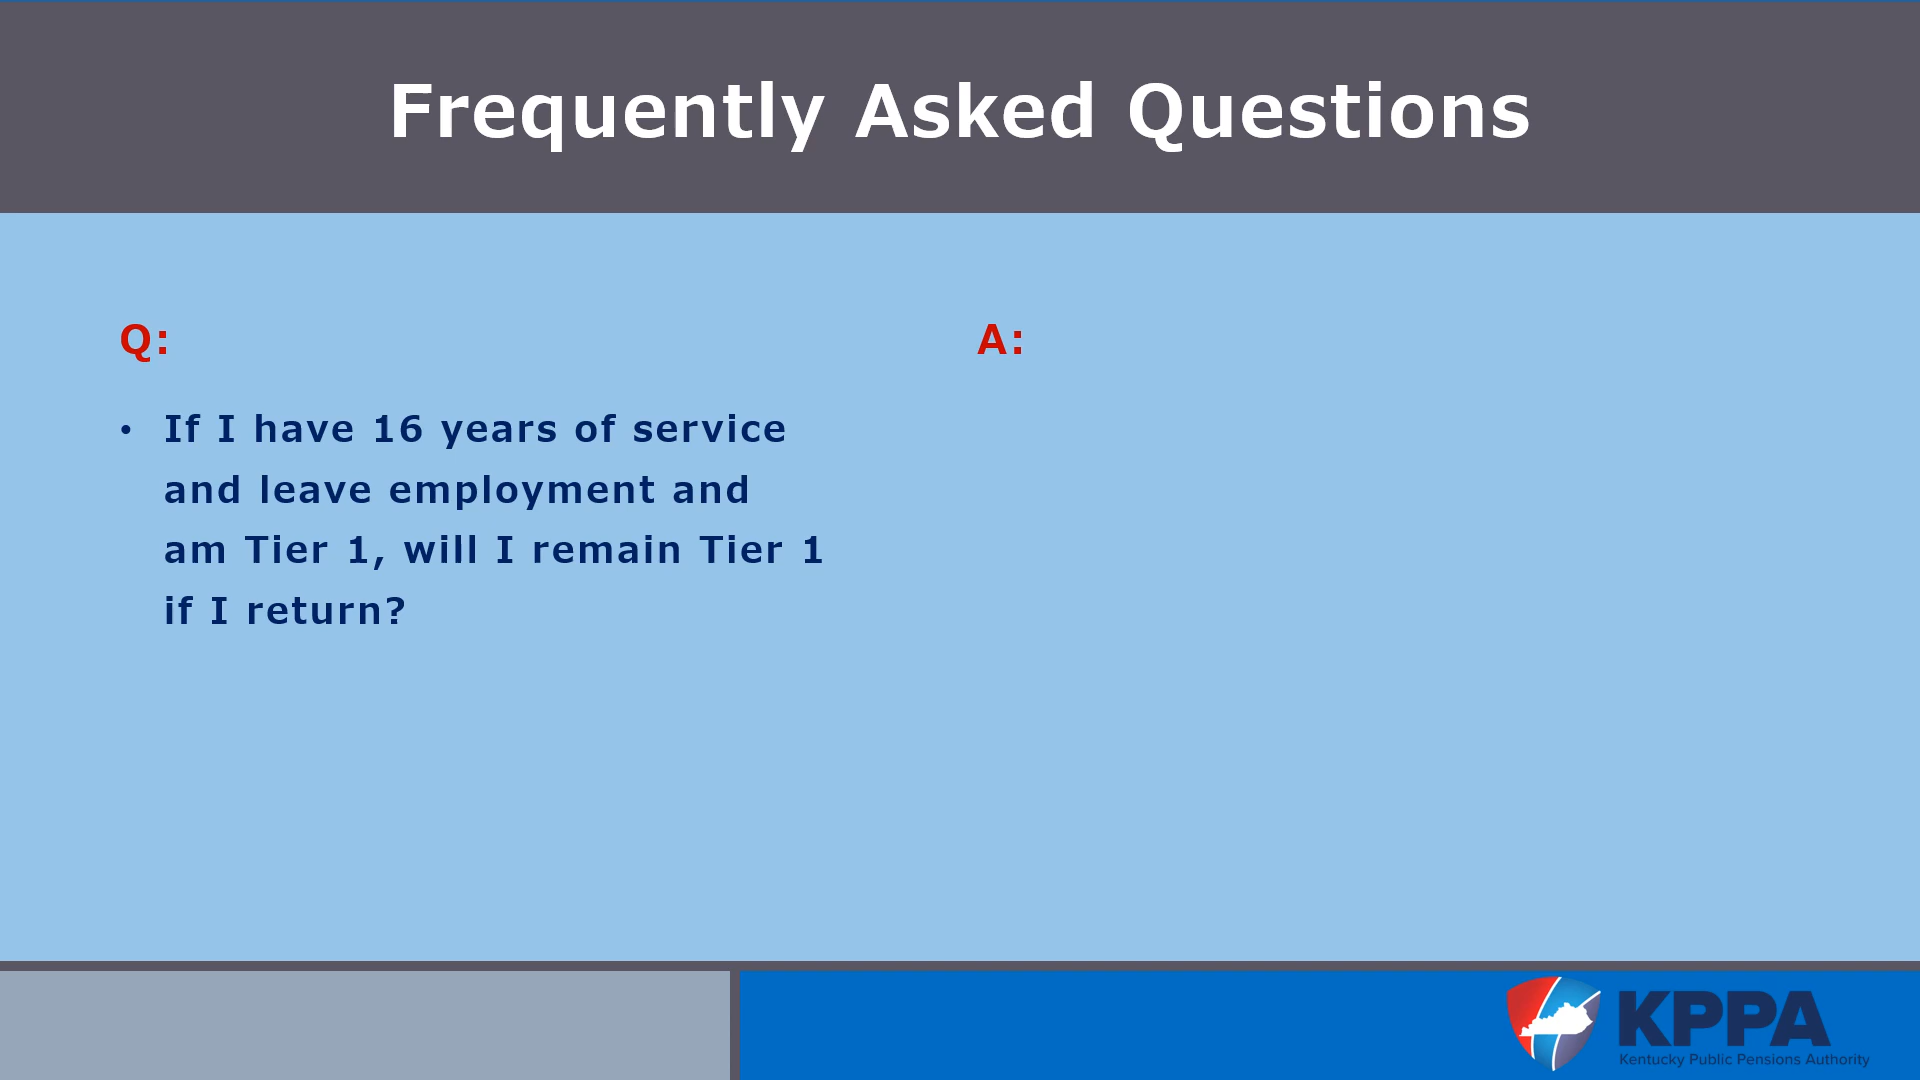 Frequently Asked Questions
Q:
• If I have 16 years of service
and leave employment and
am Tier 1, will I remain Tier 1
if I return?
A:
KPPA
Kentucky Public Pensions Authority